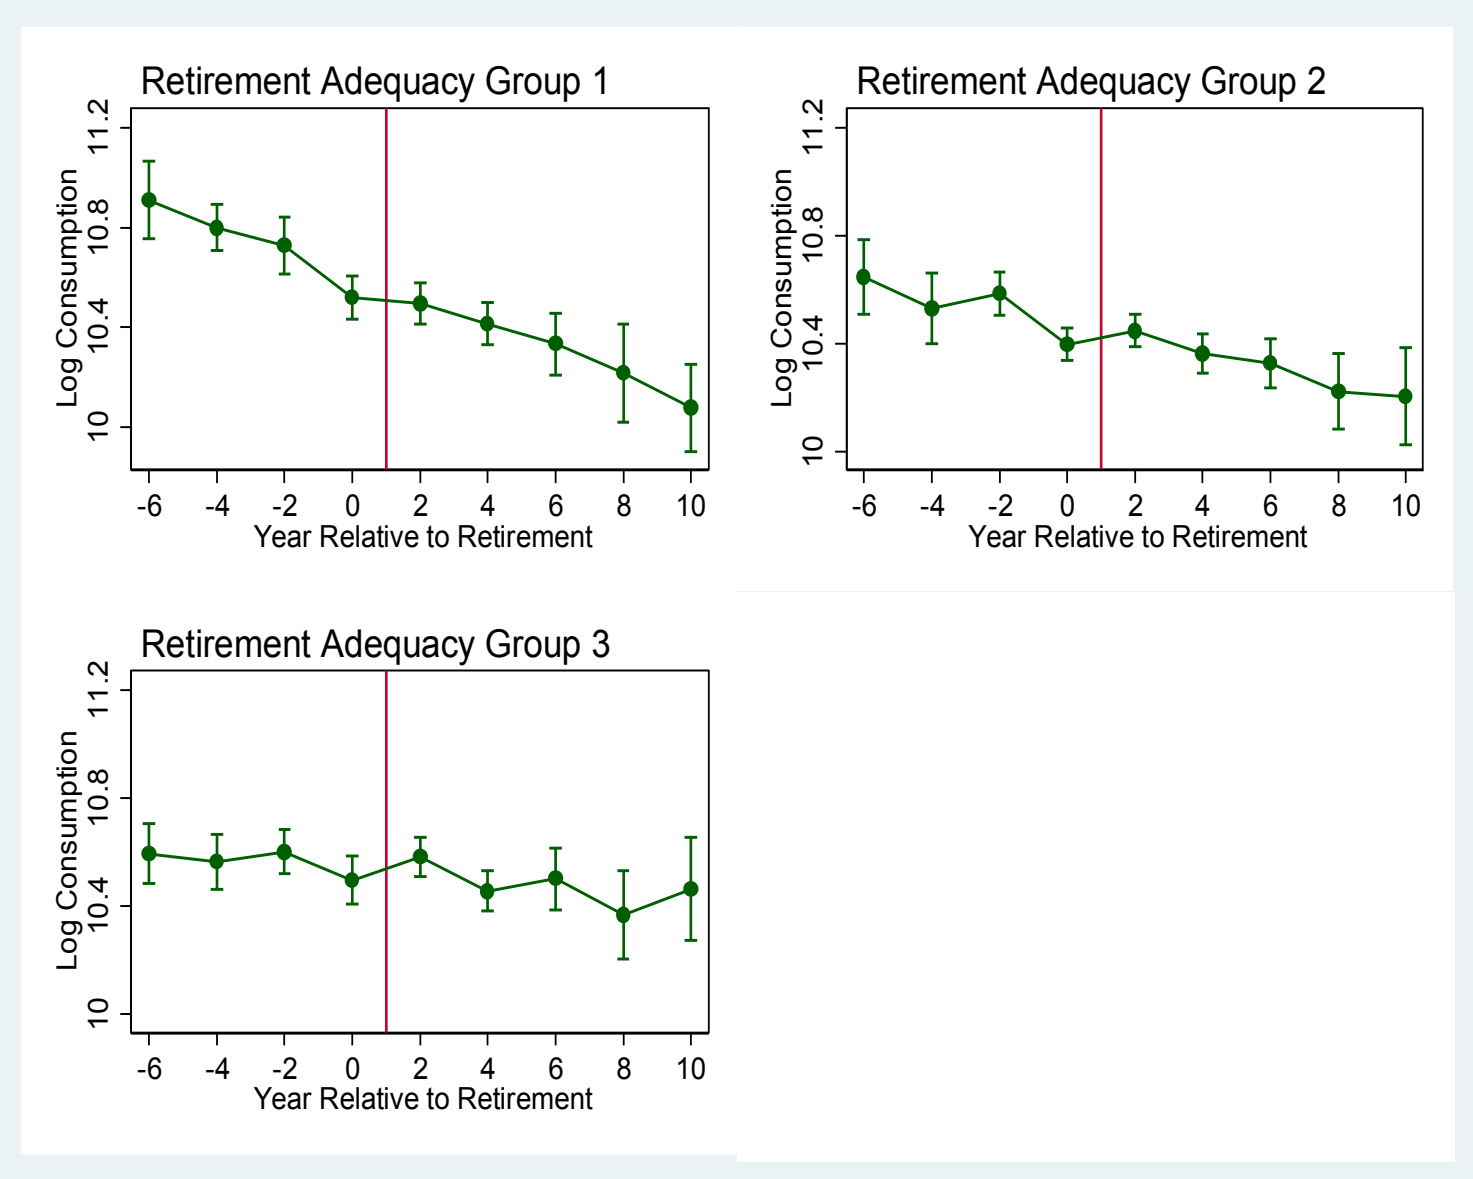 Retirement Adequacy Group 1
11.2
10.8
10.4
10
Log Consumption
-6 -4 -2 0 2 4 6 8 10
Year Relative to Retirement
Retirement Adequacy Group 2
11.2
10.8
10.4
10
Log Consumption
-6 -4 -2 0 2 4 6 8 10
Year Relative to Retirement
Retirement Adequacy Group 3
11.2
10.8
10.4
10
Log Consumption
-6 -4 -2 0 2 4 6 8 10
Year Relative to Retirement